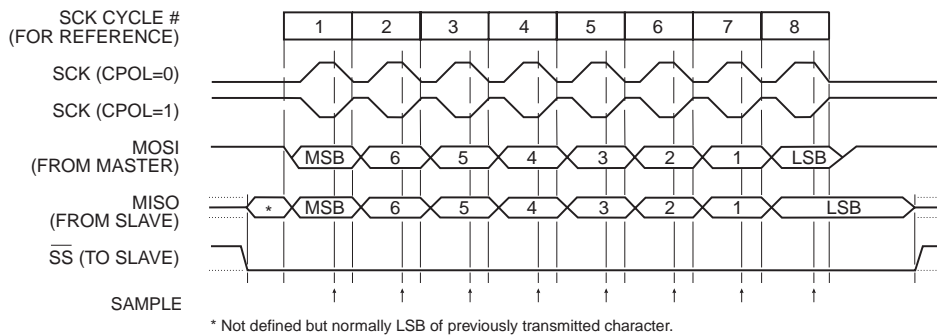 SCK CYCLE #
(FOR REFERENCE)
1 2 3 4 5 6 7 8
SCK (CPOL=0)
SCK (CPOL=1)
MOSI
(FROM MASTER)
MSB 6 5 4 3 2 1 LSB
MISO
(FROM SLAVE)
* MSB 6 5 4 3 2 1 LSB
SS (TO SLAVE)
SAMPLE
* Not defined but normally LSB of previously transmitted character.